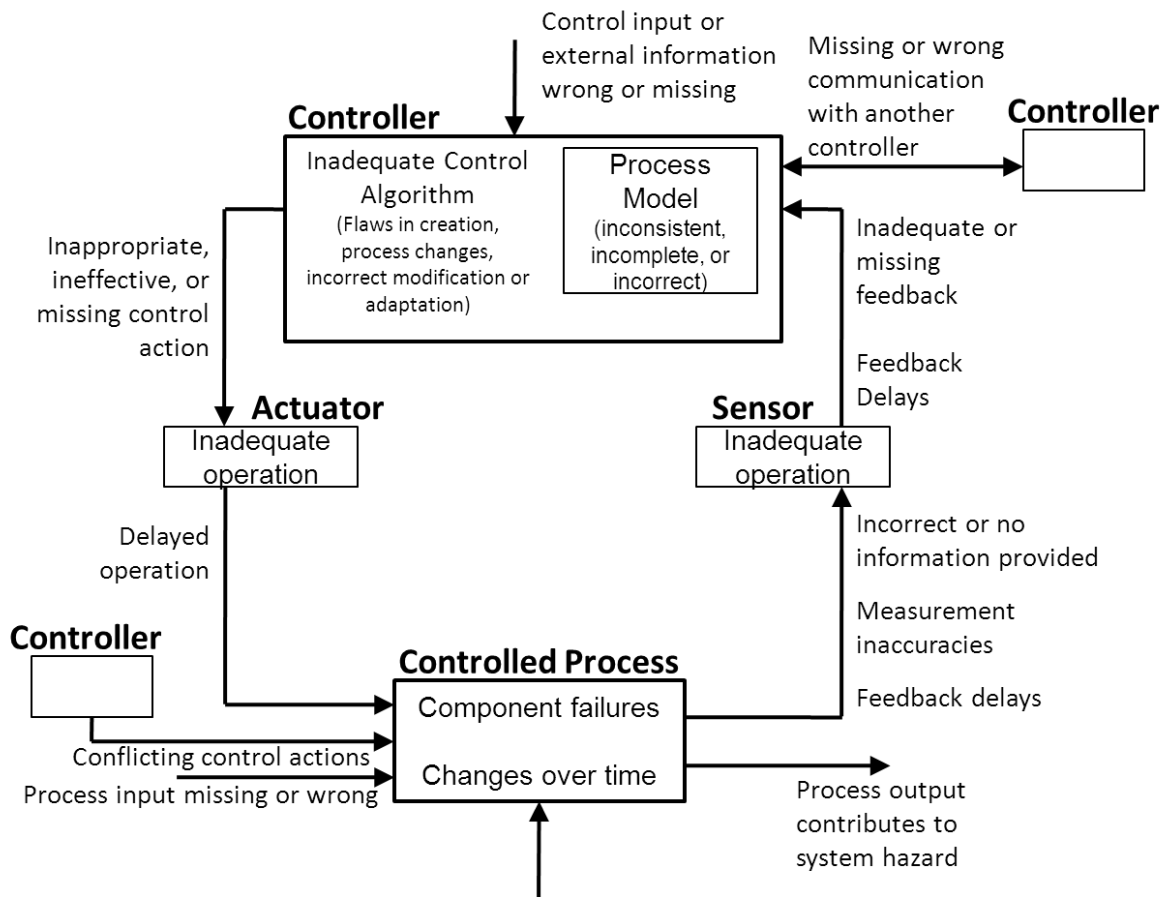 Control input or
external information
wrong or missing
Missing or wrong
communication
with another
controller
Controller
Controller
Inadequate Control
Algorithm
(Flaws in creation,
process changes,
incorrect modification or
adaptation)
Process
Model
(inconsistent,
incomplete, or
incorrect)
Inappropriate,
ineffective, or
missing control
action
Inadequate or
missing
feedback
Feedback
Delays
Actuator
Inadequate
operation
Sensor
Inadequate
operation
Delayed
operation
Incorrect or no
information provided
Measurement
inaccuracies
Feedback delays
Controller
Controlled Process
Component failures
Changes over time
Conflicting control actions
Process input missing or wrong
Process output
contributes to
system hazard